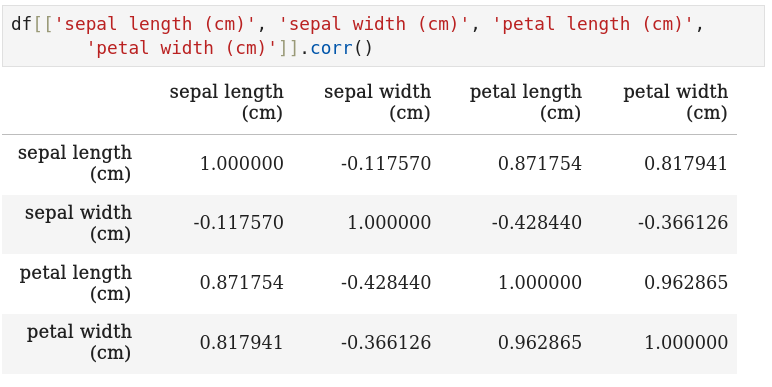 df[['sepal length (cm)', 'sepal width (cm)', 'petal length (cm)',
'petal width (cm)']].corr()
sepal length (cm) sepal width (cm) petal length (cm) petal width (cm)
sepal length (cm) 1.000000 -0.117570 0.871754 0.817941
sepal width (cm) -0.117570 1.000000 -0.428440 -0.366126
petal length (cm) 0.871754 -0.428440 1.000000 0.962865
petal width (cm) 0.817941 -0.366126 0.962865 1.000000